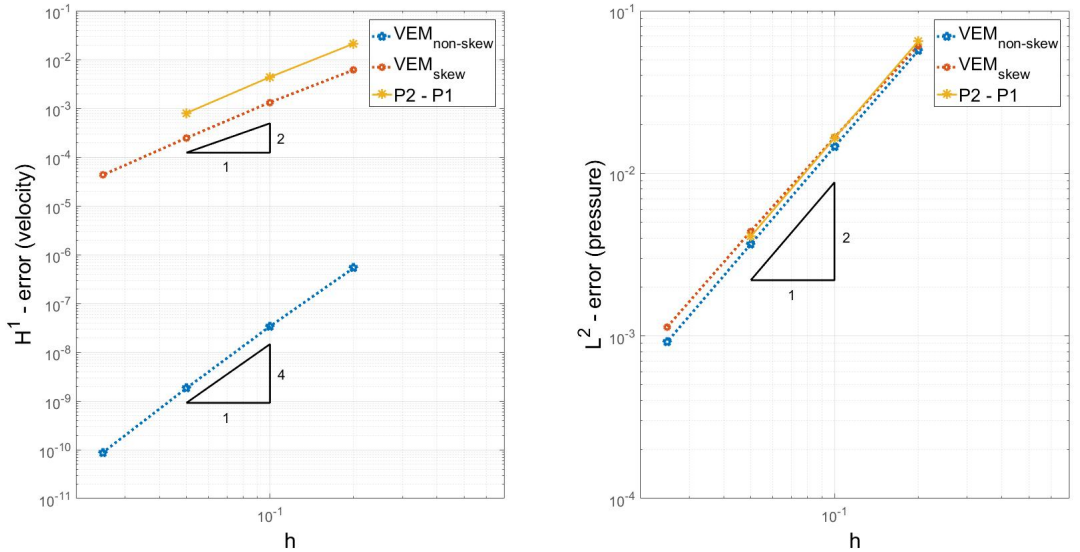 10^-1
10^-2
10^-3
10^-4
10^-5
10^-6
10^-7
10^-8
10^-9
10^-10
10^-11
H^1 - error (velocity)
VEM_non-skew
VEM_skew
P2 - P1
2
1
4
1
10^-1
h
10^-1
10^-2
10^-3
10^-4
L^2 - error (pressure)
VEM_non-skew
VEM_skew
P2 - P1
2
1
10^-1
h